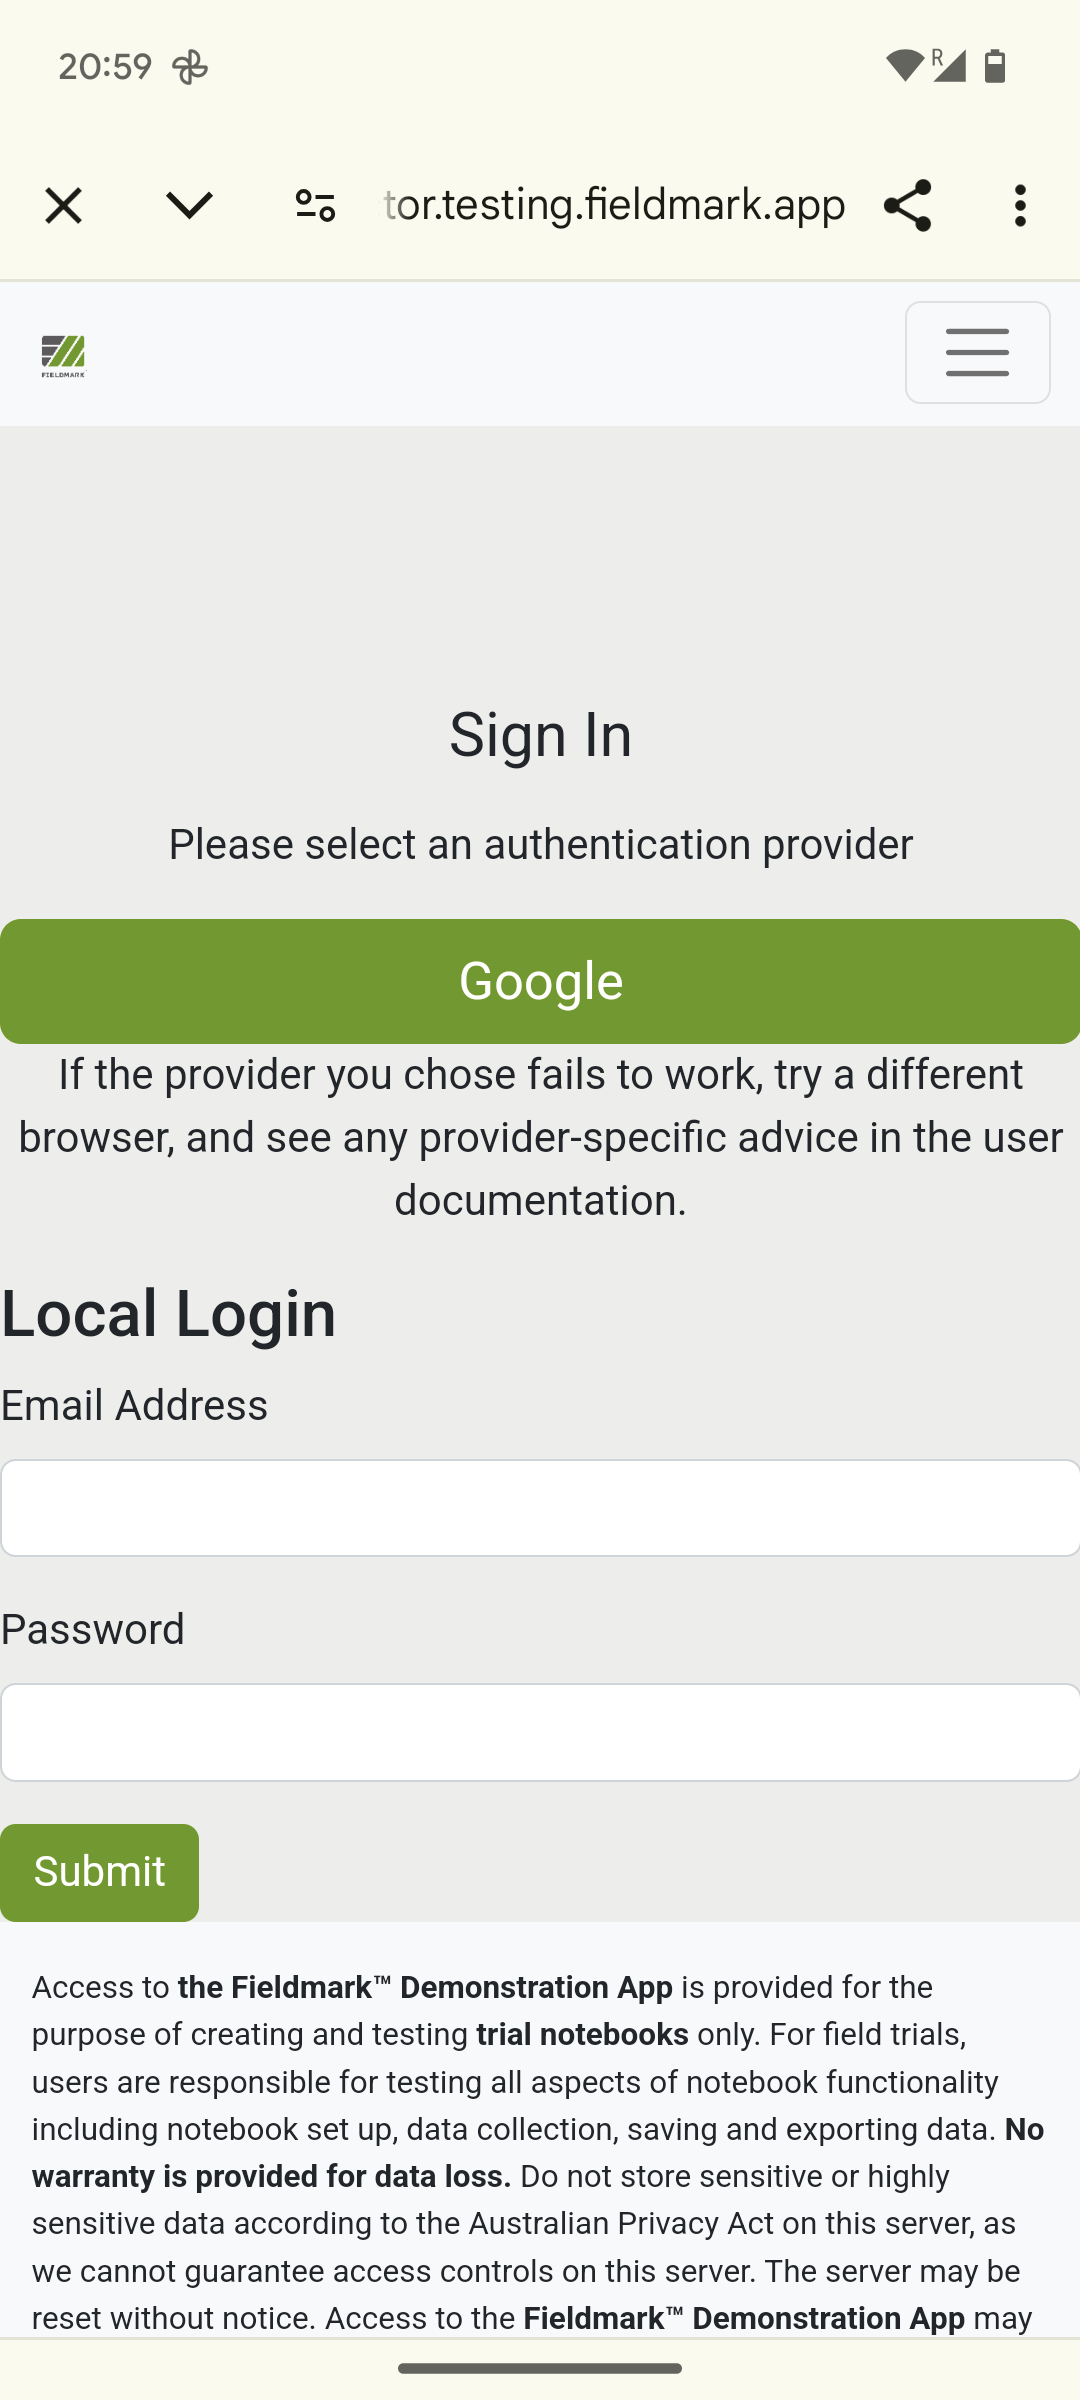 20:59
R
tor.testing.fieldmark.app
FIELDMARK
Sign In
Please select an authentication provider
Google
If the provider you chose fails to work, try a different
browser, and see any provider-specific advice in the user
documentation.
Local Login
Email Address
Password
Submit
Access to the Fieldmark™ Demonstration App is provided for the
purpose of creating and testing trial notebooks only. For field trials,
users are responsible for testing all aspects of notebook functionality
including notebook set up, data collection, saving and exporting data. No
warranty is provided for data loss. Do not store sensitive or highly
sensitive data according to the Australian Privacy Act on this server, as
we cannot guarantee access controls on this server. The server may be
reset without notice. Access to the Fieldmark™ Demonstration App may